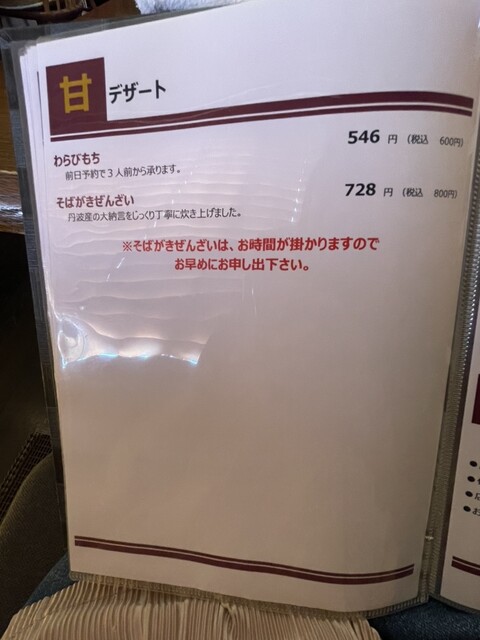 甘 デザート
わらびもち 546 円 (税込 600円)
前日予約で3人前から承ります。
そばがきぜんざい 728 円 (税込 800円)
丹波産の大納言をじっくり丁寧に炊き上げました。
※そばがきぜんざいは、お時間が掛かりますので
お早めにお申し出下さい。